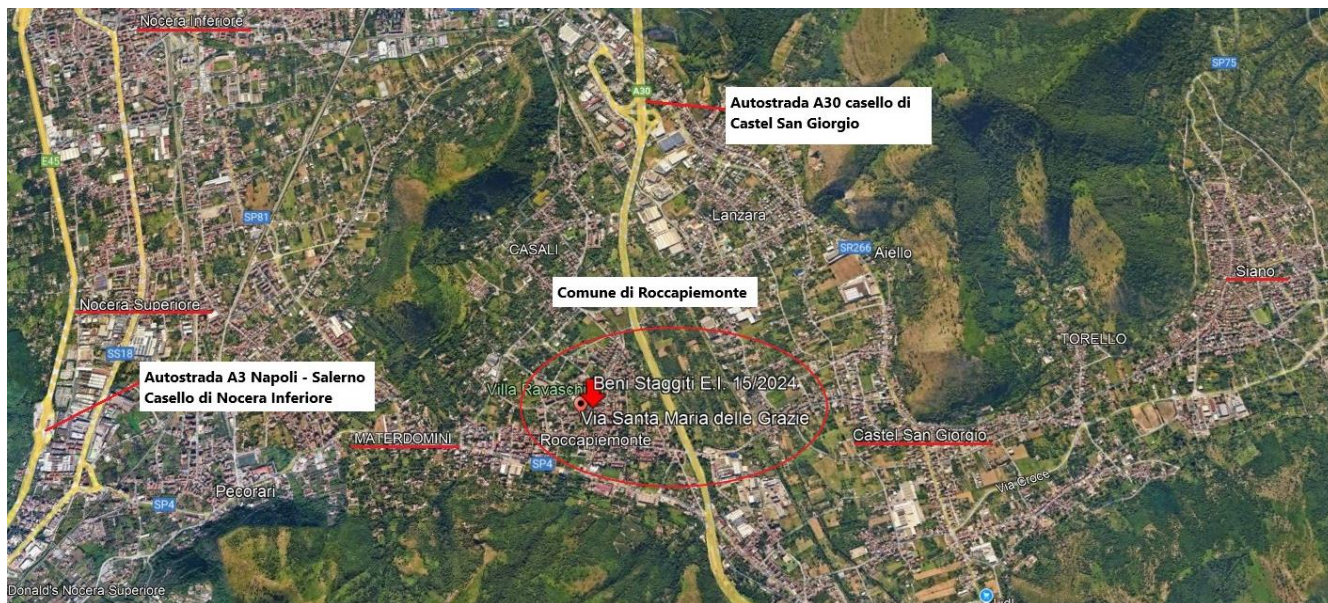 Nocera Inferiore
SP75
A30
Autostrada A30 casello di
Castel San Giorgio
E45
SP81
Lanzara
CASALI
SR266
Aiello
Siano
Comune di Roccapiemonte
Nocera Superiore
TORELLO
SS18
Autostrada A3 Napoli - Salerno
Casello di Nocera Inferiore
Villa Ravaschi
Beni Staggiti E.I. 15/2024
Via Santa Maria delle Grazie
MATERDOMINI
Roccapiemonte
Castel San Giorgio
SP4
Pecorari
Via Croce
SP4
Donald's Nocera Superiore